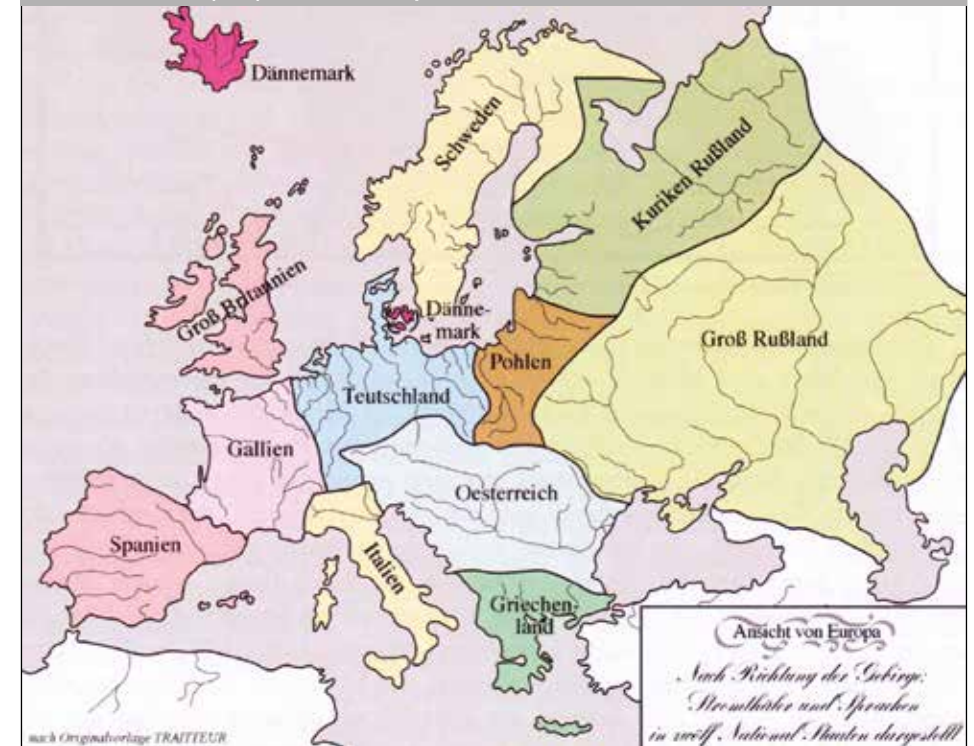 Dännemark
Schweden
Kuriken Rußland
Groß Britannien
Dänne-
mark
Groß Rußland
Pohlen
Teutschland
Gallien
Oesterreich
Spanien
Italien
Griechen-
land
Ansicht von Europa
Nach Richtung der Gebirge;
Stromthäler und Sprachen
in zwölf National Staaten dargestellt
nach Originalvorlage TRAITTEUR